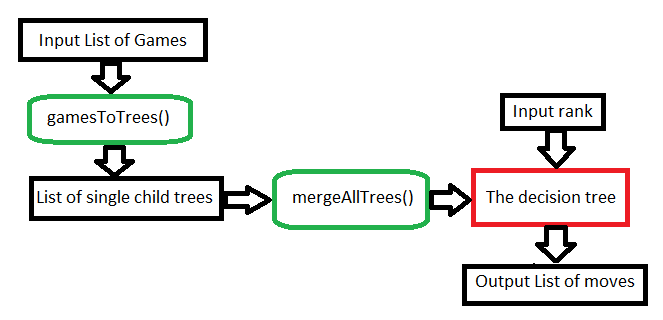 Input List of Games
gamesToTrees()
List of single child trees
mergeAllTrees()
Input rank
The decision tree
Output List of moves